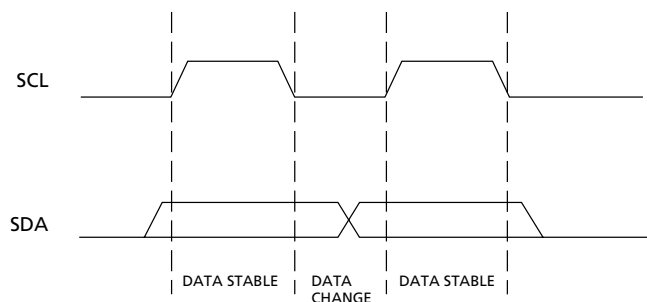 SCL
SDA
DATA STABLE
DATA
CHANGE
DATA STABLE